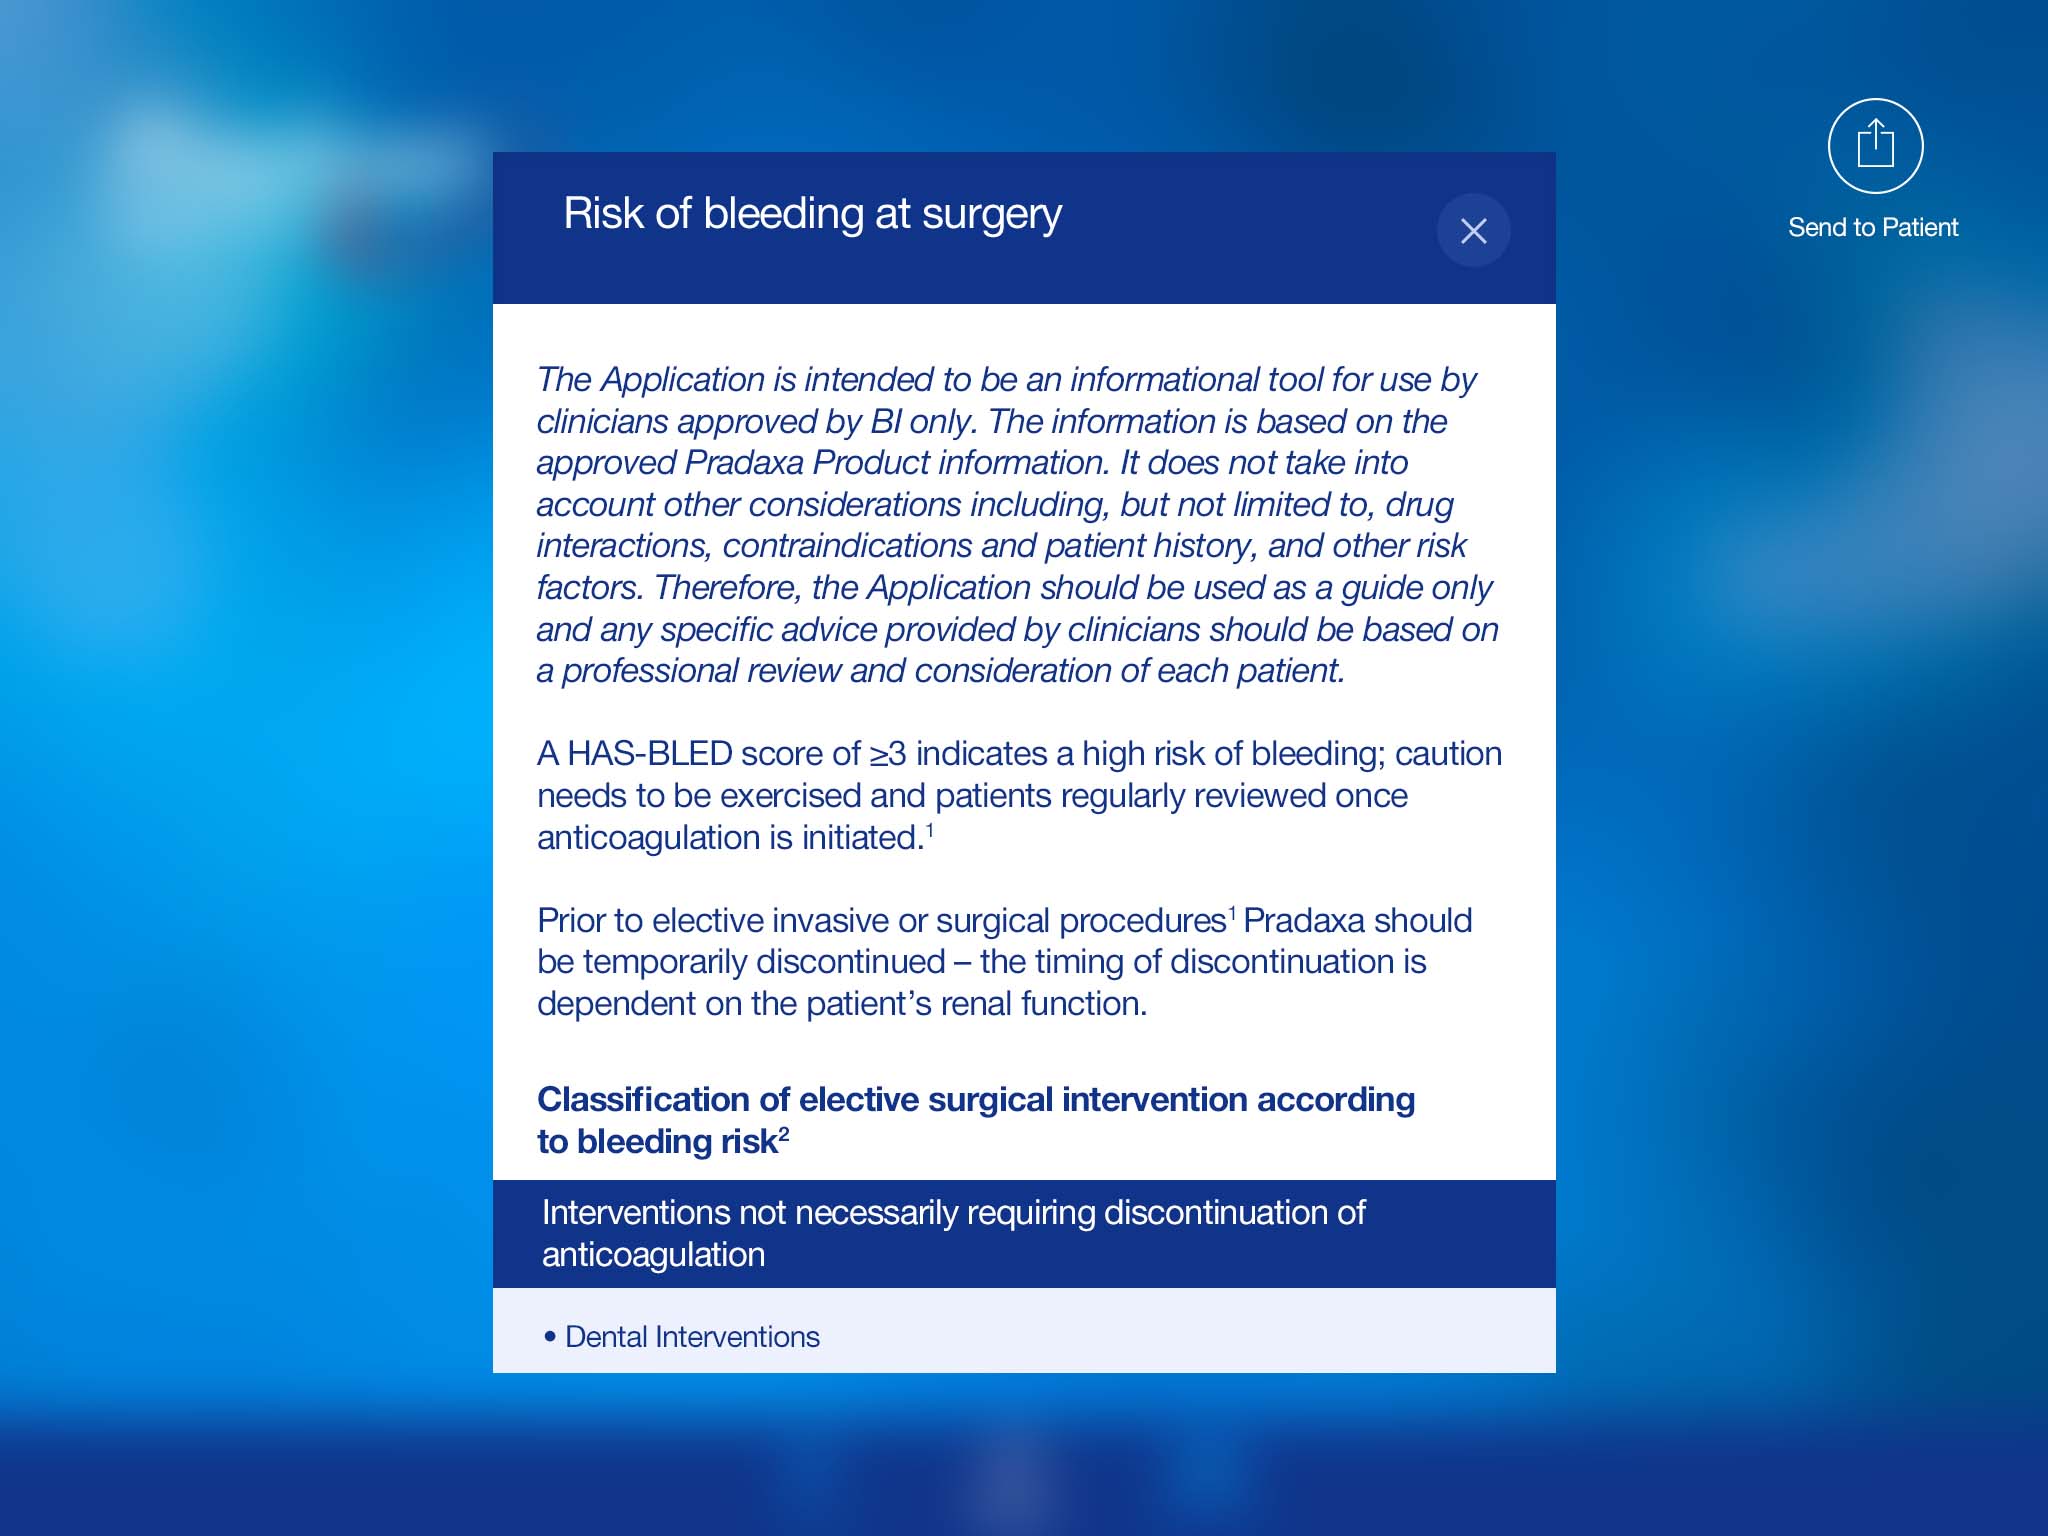 Risk of bleeding at surgery
Send to Patient
The Application is intended to be an informational tool for use by
clinicians approved by BI only. The information is based on the
approved Pradaxa Product information. It does not take into
account other considerations including, but not limited to, drug
interactions, contraindications and patient history, and other risk
factors. Therefore, the Application should be used as a guide only
and any specific advice provided by clinicians should be based on
a professional review and consideration of each patient.
A HAS-BLED score of ≥3 indicates a high risk of bleeding; caution
needs to be exercised and patients regularly reviewed once
anticoagulation is initiated.¹
Prior to elective invasive or surgical procedures¹ Pradaxa should
be temporarily discontinued – the timing of discontinuation is
dependent on the patient’s renal function.
Classification of elective surgical intervention according
to bleeding risk²
Interventions not necessarily requiring discontinuation of
anticoagulation
• Dental Interventions